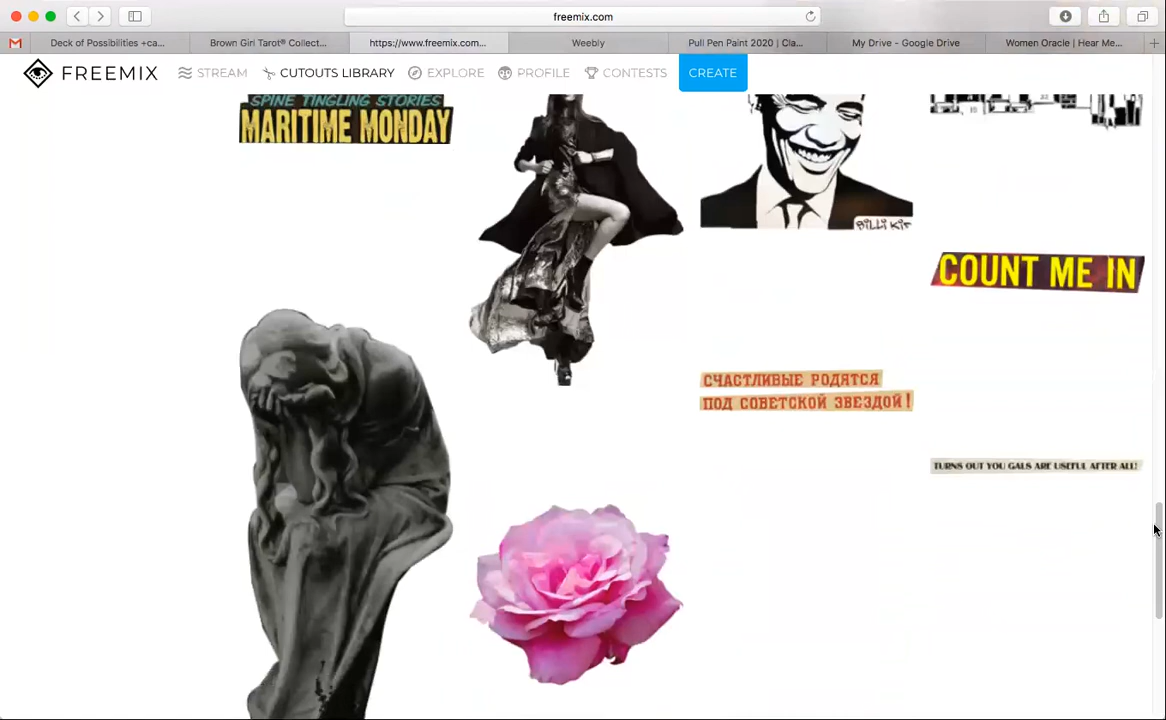 freemix.com
Deck of Possibilities +ca...
Brown Girl Tarot® Collect...
https://www.freemix.com...
Weebly
Pull Pen Paint 2020 | Cla...
My Drive - Google Drive
Women Oracle | Hear Me...
FREEMIX
STREAM
CUTOUTS LIBRARY
EXPLORE
PROFILE
CONTESTS
CREATE
SPINE TINGLING STORIES
MARITIME MONDAY
BILLI KID
COUNT ME IN
СЧАСТЛИВЫЕ РОДЯТСЯ
ПОД СОВЕТСКОЙ ЗВЕЗДОЙ!
TURNS OUT YOU GALS ARE USEFUL AFTER ALL!